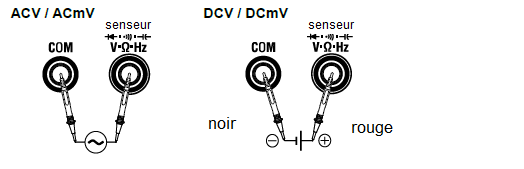 ACV / ACmV
senseur
COM
V·Ω·Hz
DCV / DCmV
senseur
COM
V·Ω·Hz
noir
rouge